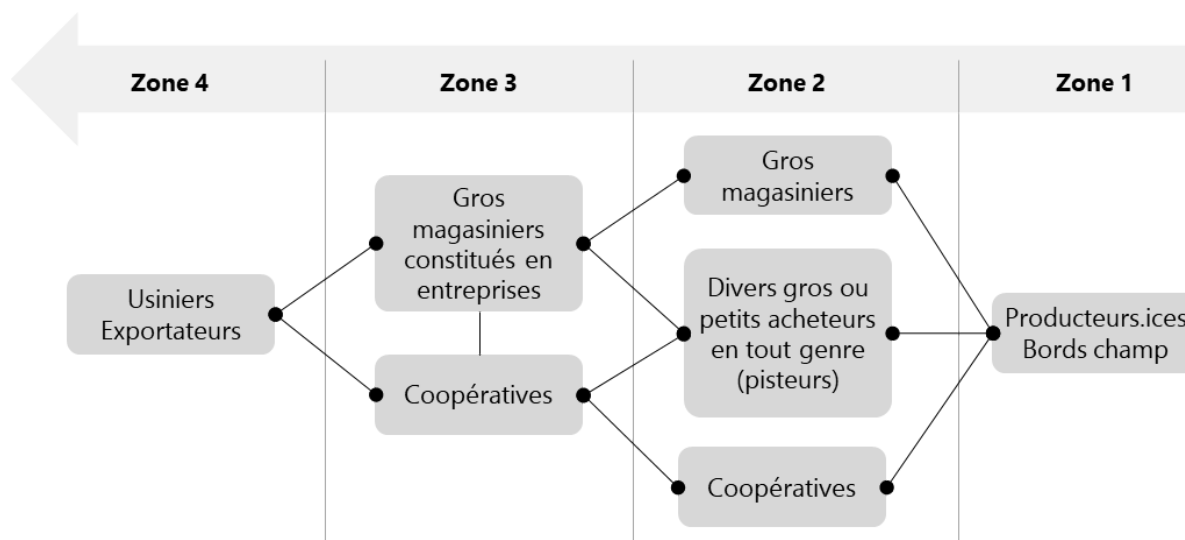 Zone 4
Zone 3
Zone 2
Zone 1
Usiniers
Exportateurs
Gros
magasiniers
constitués en
entreprises
Coopératives
Gros
magasiniers
Divers gros ou
petits acheteurs
en tout genre
(pisteurs)
Coopératives
Producteurs.ices
Bords champ